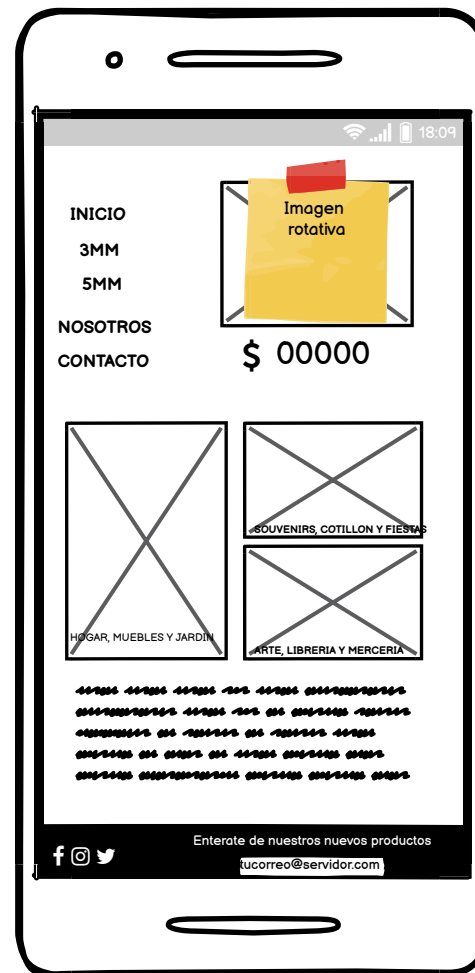 18:09
INICIO
3MM
5MM
NOSOTROS
CONTACTO
Imagen
rotativa
$ 00000
HOGAR, MUEBLES Y JARDIN
SOUVENIRS, COTILLON Y FIESTAS
ARTE, LIBRERIA Y MERCERIA
Enterate de nuestros nuevos productos
tucorreo@servidor.com